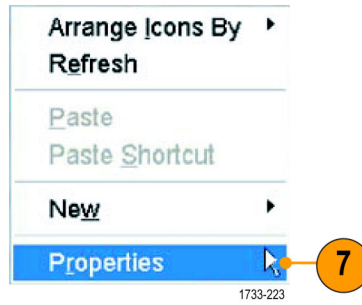 Arrange Icons By
Refresh
Paste
Paste Shortcut
New
Properties
7
1733-223